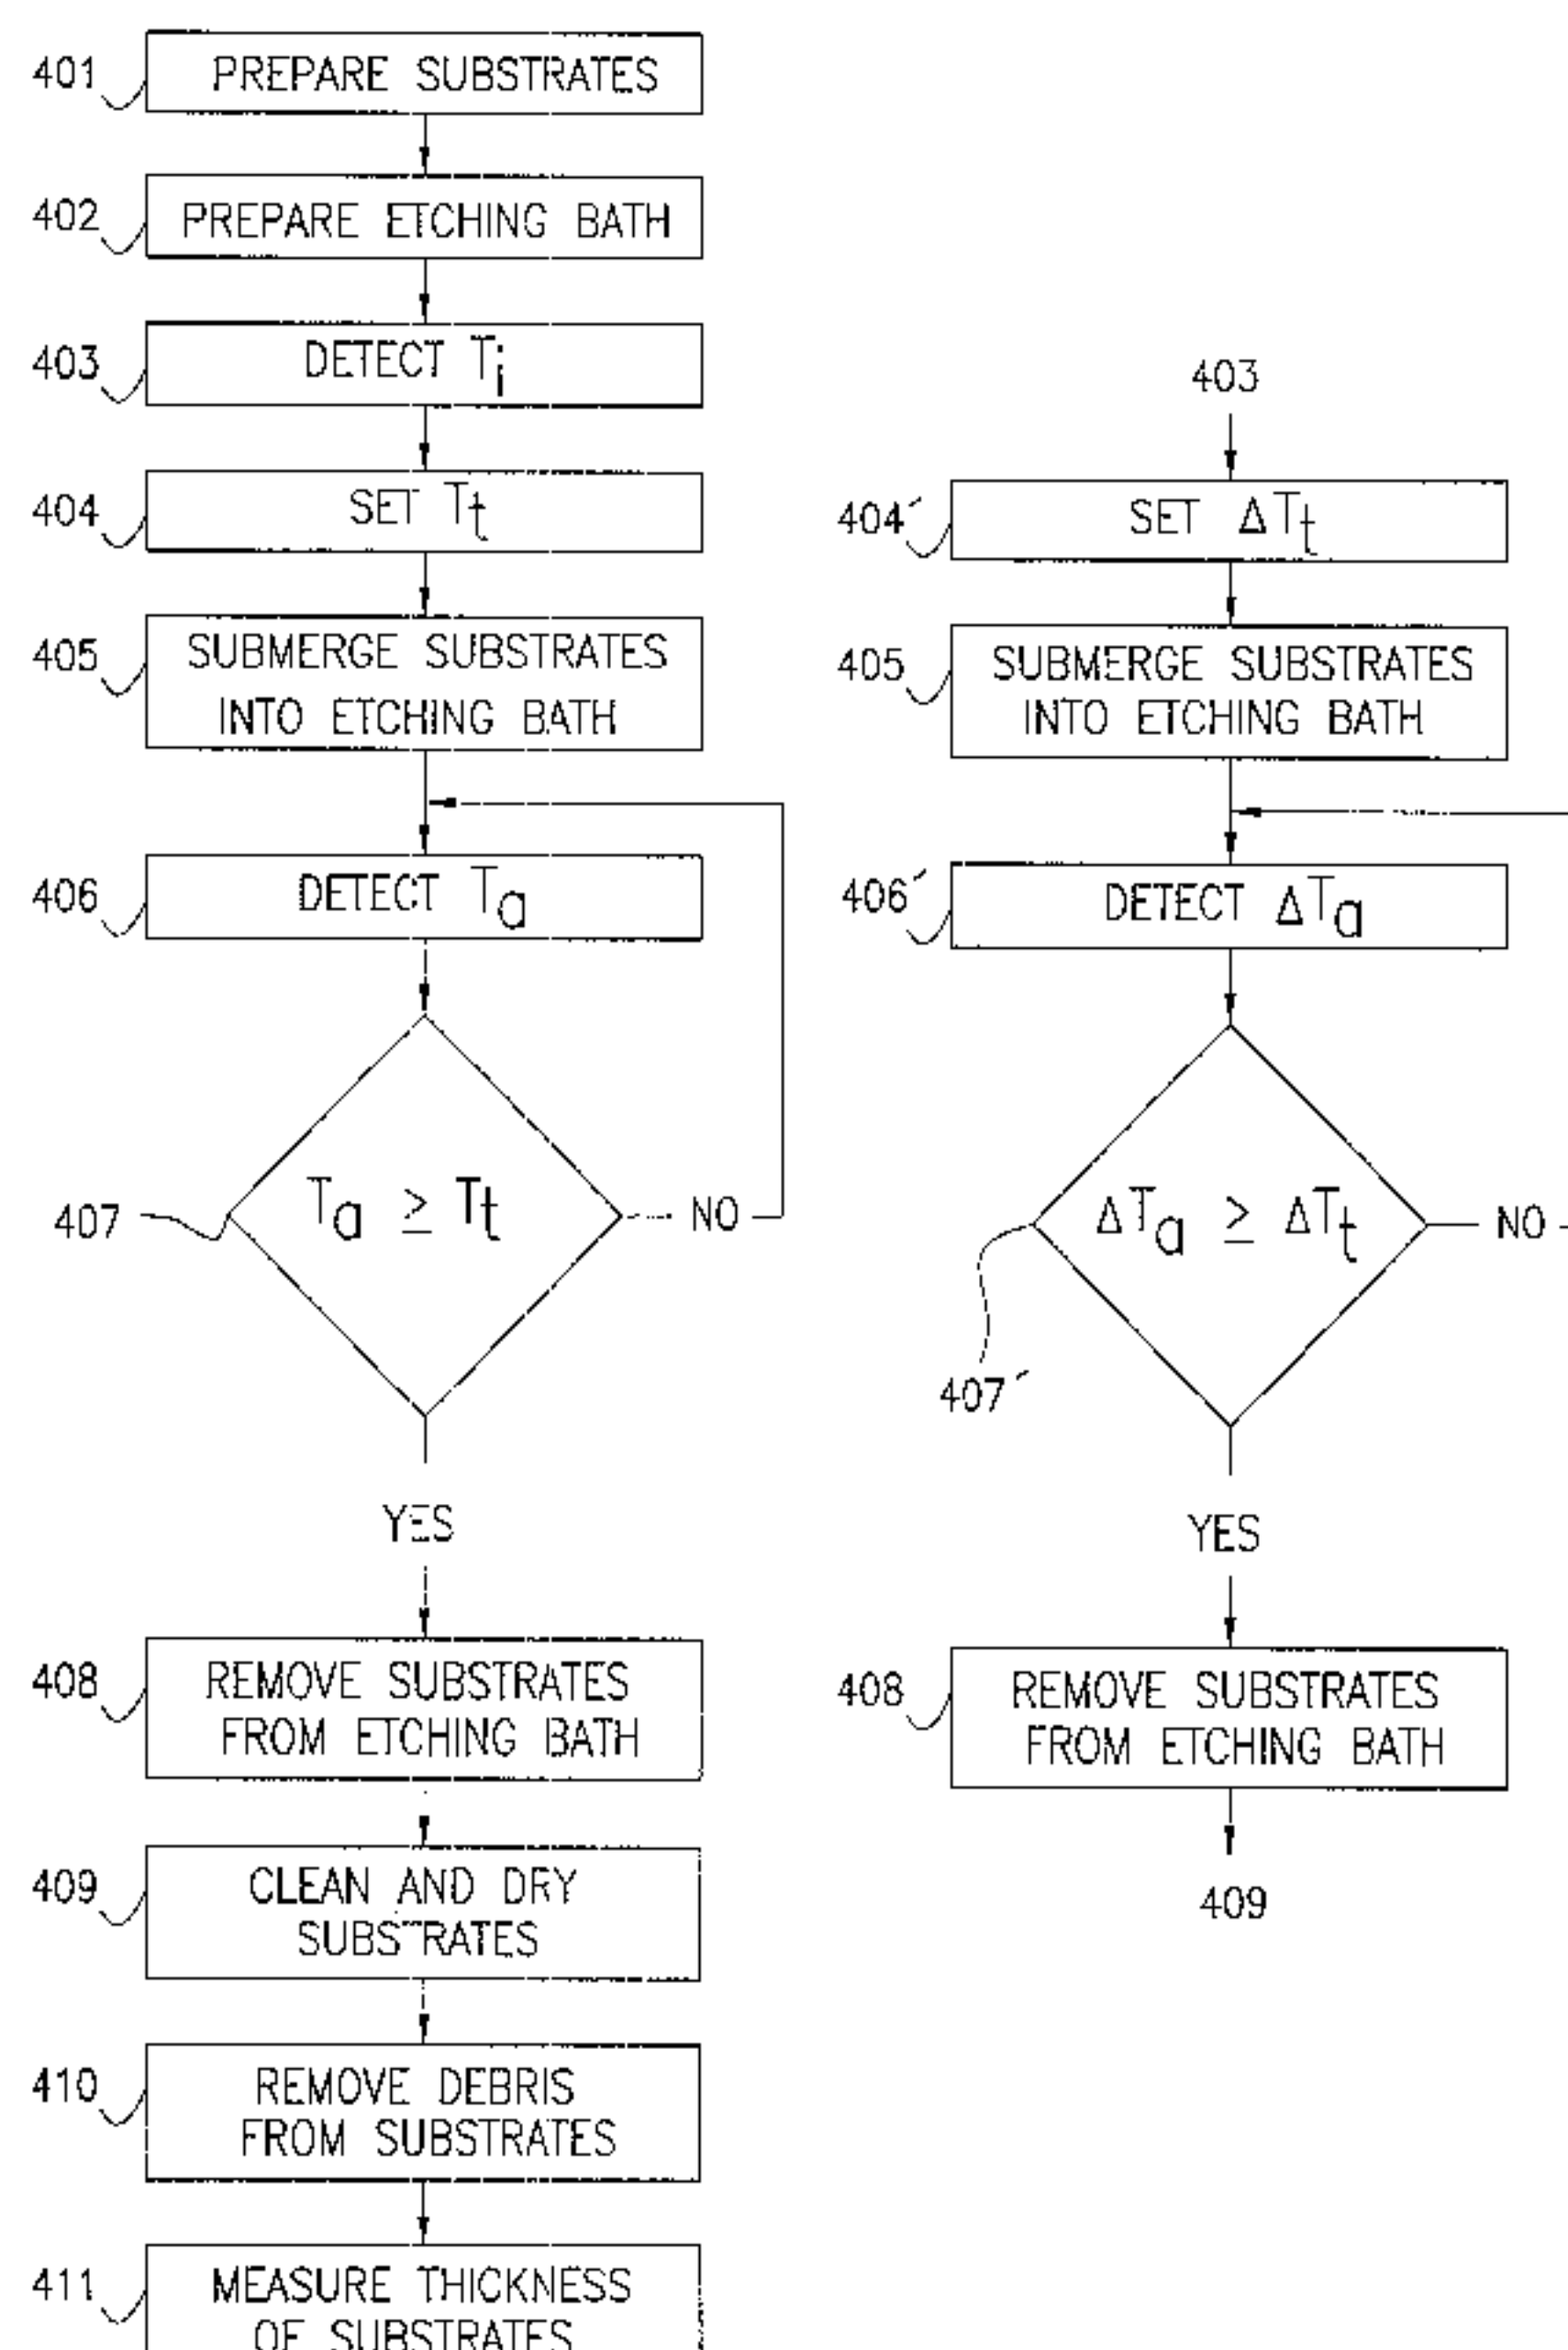 401
PREPARE SUBSTRATES
402
PREPARE ETCHING BATH
403
DETECT Ti
404
SET Tt
405
SUBMERGE SUBSTRATES
INTO ETCHING BATH
406
DETECT Ta
407
Ta ≥ Tt
NO
YES
408
REMOVE SUBSTRATES
FROM ETCHING BATH
409
CLEAN AND DRY
SUBSTRATES
410
REMOVE DEBRIS
FROM SUBSTRATES
411
MEASURE THICKNESS
OF SUBSTRATES
403
404´
SET ΔTt
405
SUBMERGE SUBSTRATES
INTO ETCHING BATH
406´
DETECT ΔTa
ΔTa ≥ ΔTt
NO
407´
YES
408
REMOVE SUBSTRATES
FROM ETCHING BATH
409